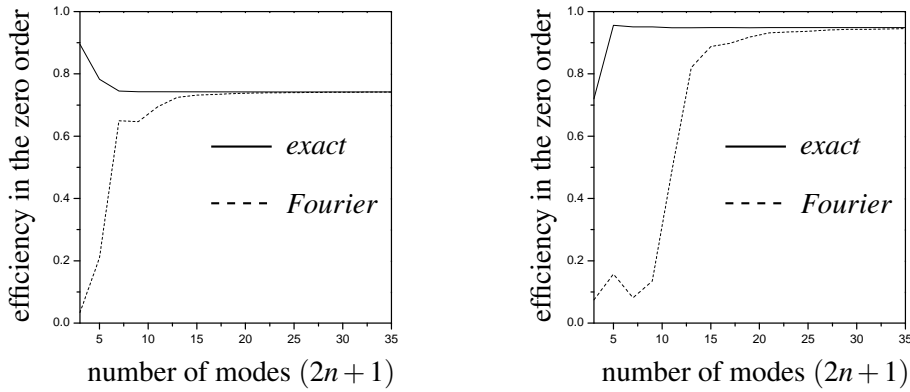 efficiency in the zero order
1.0
0.8
0.6
0.4
0.2
0.0
exact
Fourier
5 10 15 20 25 30 35
number of modes (2n+1)
efficiency in the zero order
1.0
0.8
0.6
0.4
0.2
0.0
exact
Fourier
5 10 15 20 25 30 35
number of modes (2n+1)